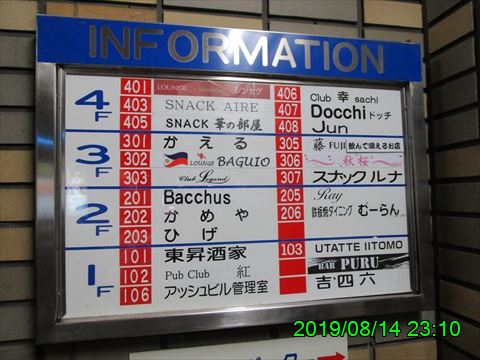 INFORMATION
4F
401 LOUNGE シンセゲ
403 SNACK AIRE
405 SNACK 華の部屋
406 Club 幸 sachi
407 Docchi ドッチ
408 Jun
3F
301 かえる
302 LOUNGE BAGUIO
303 Club Legend
305 藤 FUJI 飲んで唄えるお店
306 秋桜
307 スナックルナ
2F
201 Bacchus
202 かめや
203 ひげ
205 Ray
206 鉄板焼ダイニング むーらん
1F
101 東昇酒家
102 Pub Club 紅
106 アッシュビル管理室
103 UTATTE IITOMO
BAR PURU
吉・四六
2019/08/14 23:10